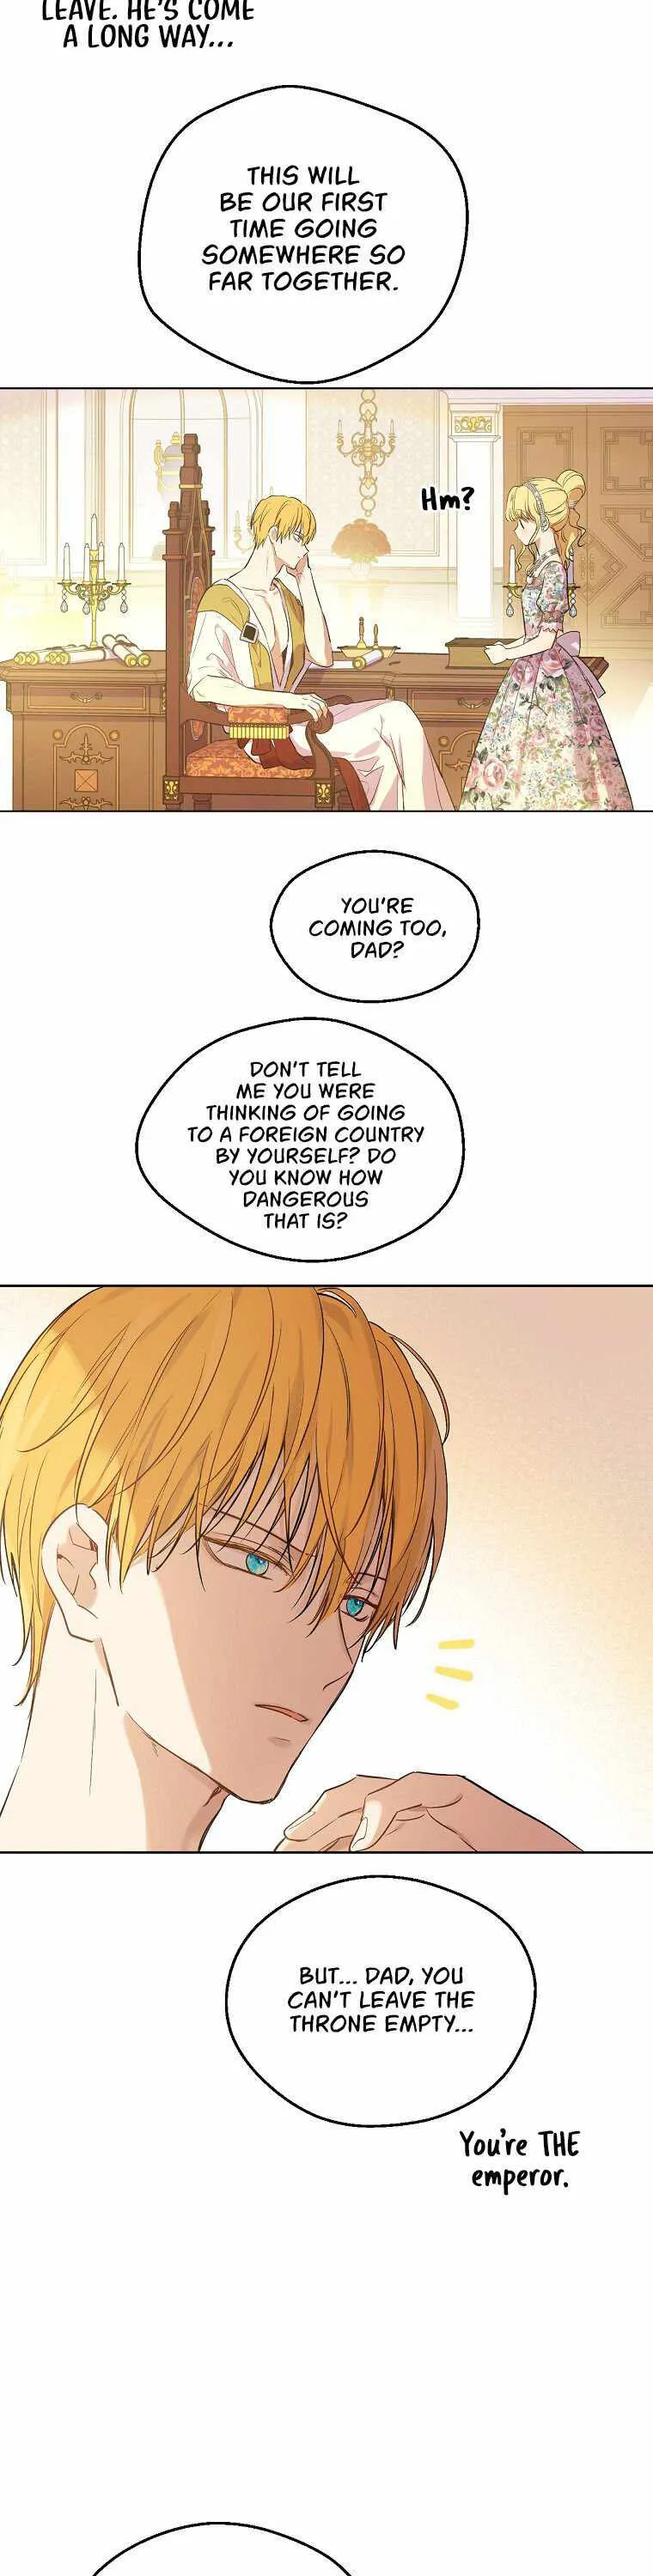 LEAVE. HE'S COME
A LONG WAY...
THIS WILL
BE OUR FIRST
TIME GOING
SOMEWHERE SO
FAR TOGETHER.
Hm?
YOU'RE
COMING TOO,
DAD?
DON'T TELL
ME YOU WERE
THINKING OF GOING
TO A FOREIGN COUNTRY
BY YOURSELF? DO
YOU KNOW HOW
DANGEROUS
THAT IS?
BUT... DAD, YOU
CAN'T LEAVE THE
THRONE EMPTY...
You're THE
emperor.